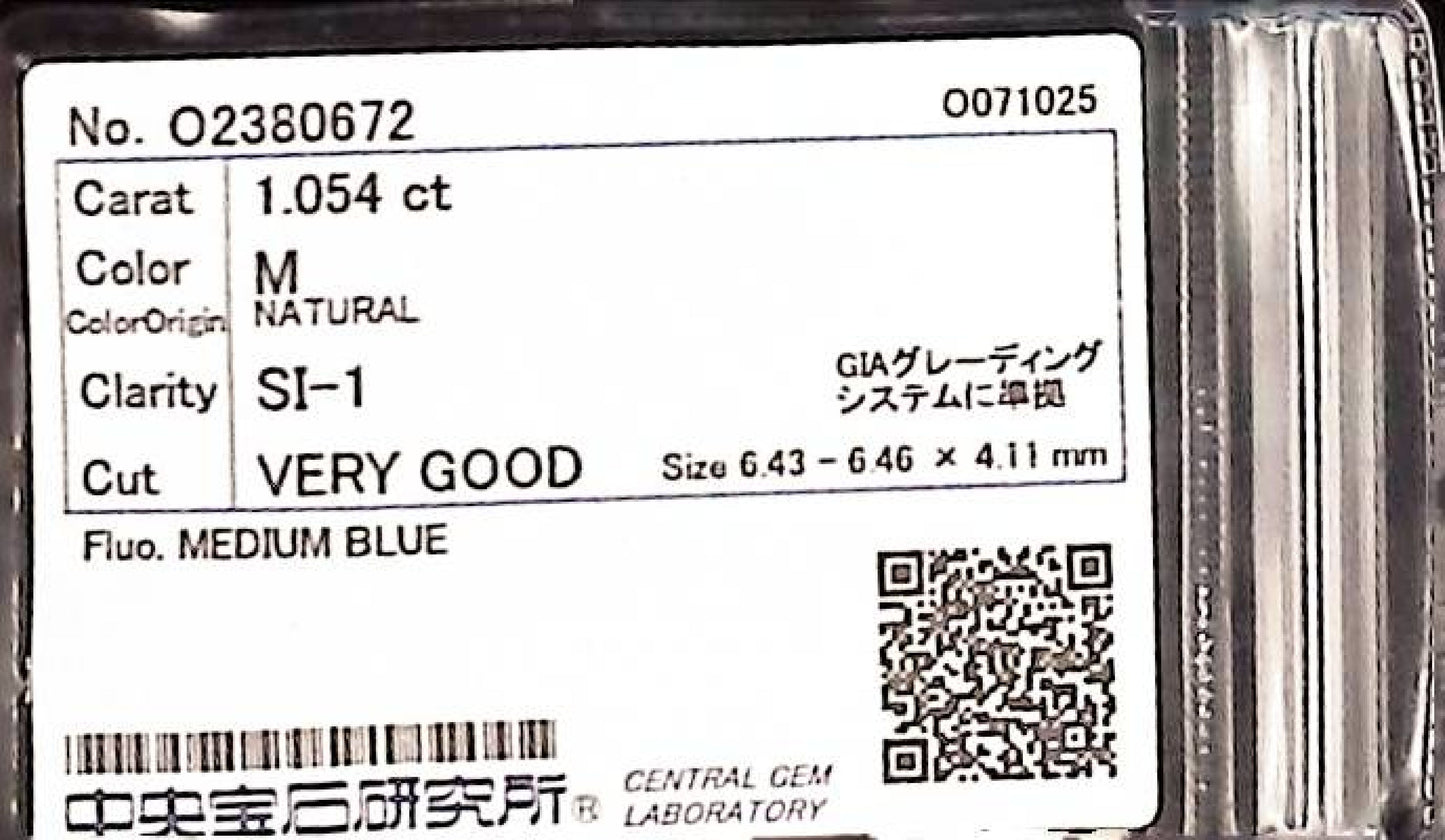 No. O2380672
O071025
Carat 1.054 ct
Color M
ColorOrigin NATURAL
Clarity SI-1
GIAグレーディング
システムに準拠
Cut VERY GOOD Size 6.43 - 6.46 × 4.11 mm
Fluo. MEDIUM BLUE
中央宝石研究所® CENTRAL GEM
LABORATORY